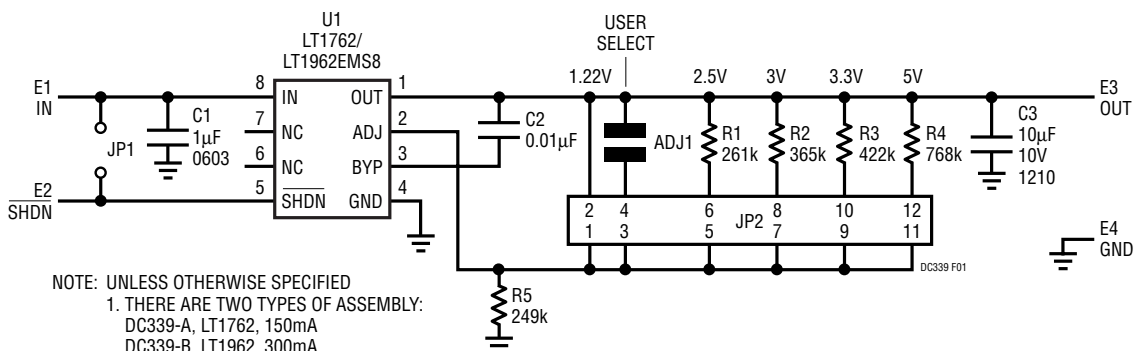 U1
LT1762/
LT1962EMS8
USER
SELECT
E1
IN
8
IN
OUT
1
1.22V
2.5V
3V
3.3V
5V
E3
OUT
JP1
C1
1µF
0603
7
NC
ADJ
2
6
NC
BYP
3
C2
0.01µF
ADJ1
R1
261k
R2
365k
R3
422k
R4
768k
C3
10µF
10V
1210
E2
SHDN
5
SHDN
GND
4
2 4 6 8 10 12
JP2
1 3 5 7 9 11
E4
GND
DC339 F01
R5
249k
NOTE: UNLESS OTHERWISE SPECIFIED
1. THERE ARE TWO TYPES OF ASSEMBLY:
DC339-A, LT1762, 150mA
DC339-B, LT1962, 300mA